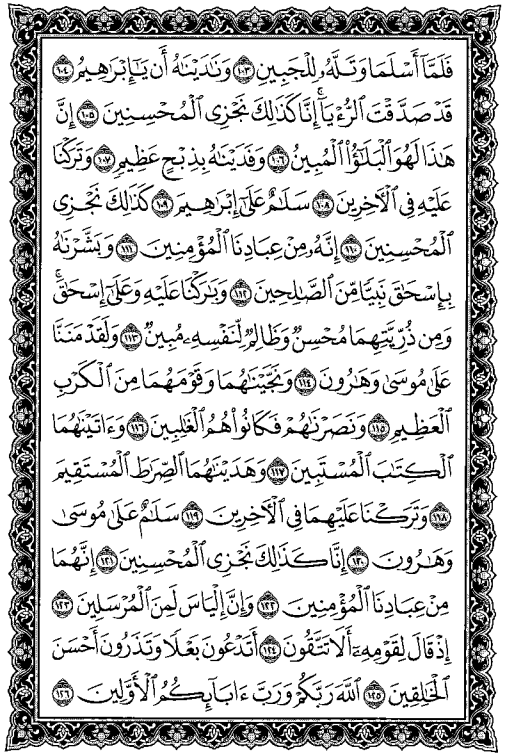 فَلَمَّآ أَسْلَمَا وَتَلَّهُۥ لِلْجَبِينِ ﴿١٠٣﴾ وَنَٰدَيْنَٰهُ أَن يَٰٓإِبْرَٰهِيمُ ﴿١٠٤﴾
قَدْ صَدَّقْتَ ٱلرُّءْيَآ ۚ إِنَّا كَذَٰلِكَ نَجْزِى ٱلْمُحْسِنِينَ ﴿١٠٥﴾ إِنَّ
هَٰذَا لَهُوَ ٱلْبَلَٰٓؤُا۟ ٱلْمُبِينُ ﴿١٠٦﴾ وَفَدَيْنَٰهُ بِذِبْحٍ عَظِيمٍ ﴿١٠٧﴾ وَتَرَكْنَا
عَلَيْهِ فِى ٱلْءَاخِرِينَ ﴿١٠٨﴾ سَلَٰمٌ عَلَىٰٓ إِبْرَٰهِيمَ ﴿١٠٩﴾ كَذَٰلِكَ نَجْزِى
ٱلْمُحْسِنِينَ ﴿١١٠﴾ إِنَّهُۥ مِنْ عِبَادِنَا ٱلْمُؤْمِنِينَ ﴿١١١﴾ وَبَشَّرْنَٰهُ
بِإِسْحَٰقَ نَبِيًّا مِّنَ ٱلصَّٰلِحِينَ ﴿١١٢﴾ وَبَٰرَكْنَا عَلَيْهِ وَعَلَىٰٓ إِسْحَٰقَ ۚ
وَمِن ذُرِّيَّتِهِمَا مُحْسِنٌ وَظَالِمٌ لِّنَفْسِهِۦ مُبِينٌ ﴿١١٣﴾ وَلَقَدْ مَنَنَّا
عَلَىٰ مُوسَىٰ وَهَٰرُونَ ﴿١١٤﴾ وَنَجَّيْنَٰهُمَا وَقَوْمَهُمَا مِنَ ٱلْكَرْبِ
ٱلْعَظِيمِ ﴿١١٥﴾ وَنَصَرْنَٰهُمْ فَكَانُوا۟ هُمُ ٱلْغَٰلِبِينَ ﴿١١٦﴾ وَءَاتَيْنَٰهُمَا
ٱلْكِتَٰبَ ٱلْمُسْتَبِينَ ﴿١١٧﴾ وَهَدَيْنَٰهُمَا ٱلصِّرَٰطَ ٱلْمُسْتَقِيمَ
﴿١١٨﴾ وَتَرَكْنَا عَلَيْهِمَا فِى ٱلْءَاخِرِينَ ﴿١١٩﴾ سَلَٰمٌ عَلَىٰ مُوسَىٰ
وَهَٰرُونَ ﴿١٢٠﴾ إِنَّا كَذَٰلِكَ نَجْزِى ٱلْمُحْسِنِينَ ﴿١٢١﴾ إِنَّهُمَا
مِنْ عِبَادِنَا ٱلْمُؤْمِنِينَ ﴿١٢٢﴾ وَإِنَّ إِلْيَاسَ لَمِنَ ٱلْمُرْسَلِينَ ﴿١٢٣﴾
إِذْ قَالَ لِقَوْمِهِۦٓ أَلَا تَتَّقُونَ ﴿١٢٤﴾ أَتَدْعُونَ بَعْلًا وَتَذَرُونَ أَحْسَنَ
ٱلْخَٰلِقِينَ ﴿١٢٥﴾ ٱللَّهَ رَبَّكُمْ وَرَبَّ ءَابَآئِكُمُ ٱلْأَوَّلِينَ ﴿١٢٦﴾